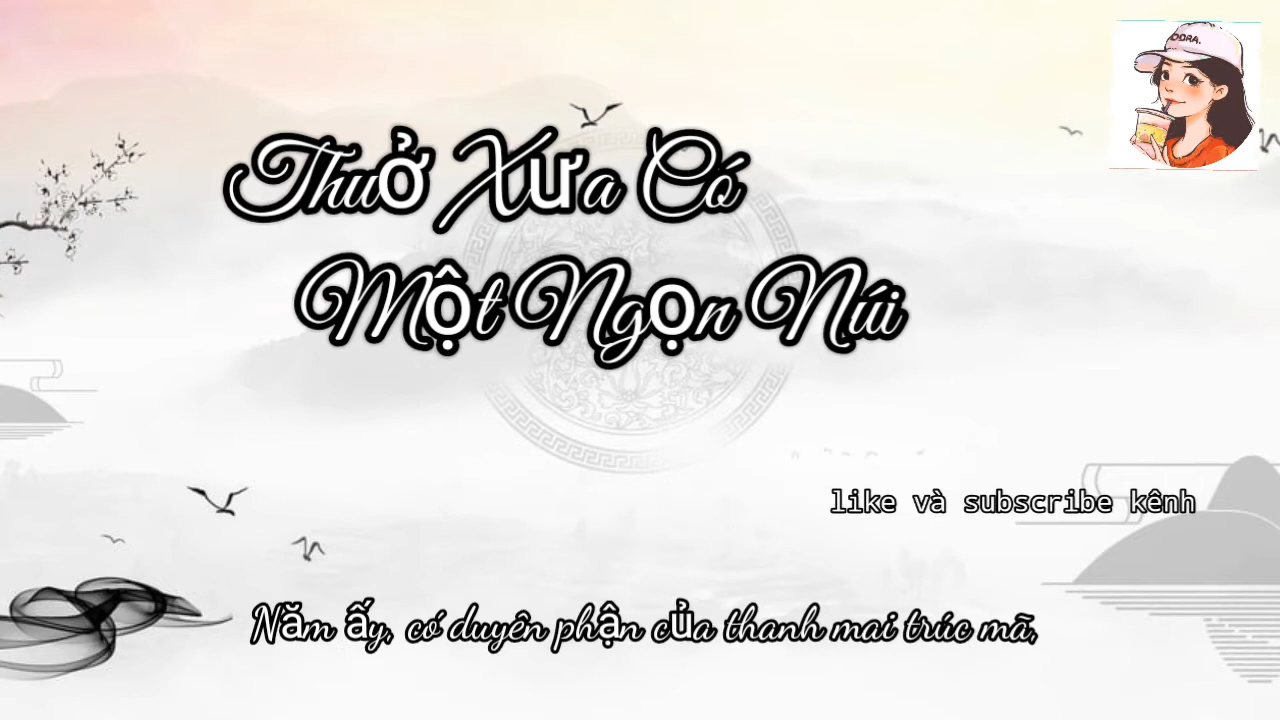 DDRA.
Thuở Xưa Có
Một Ngọn Núi
like và subscribe kênh
Năm ấy, có duyên phận của thanh mai trúc mã,